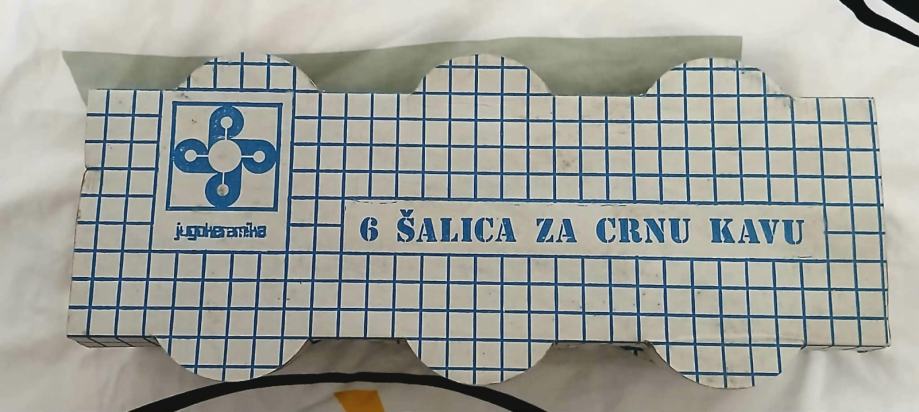 jugokeramika
6 ŠALICA ZA CRNU KAVU